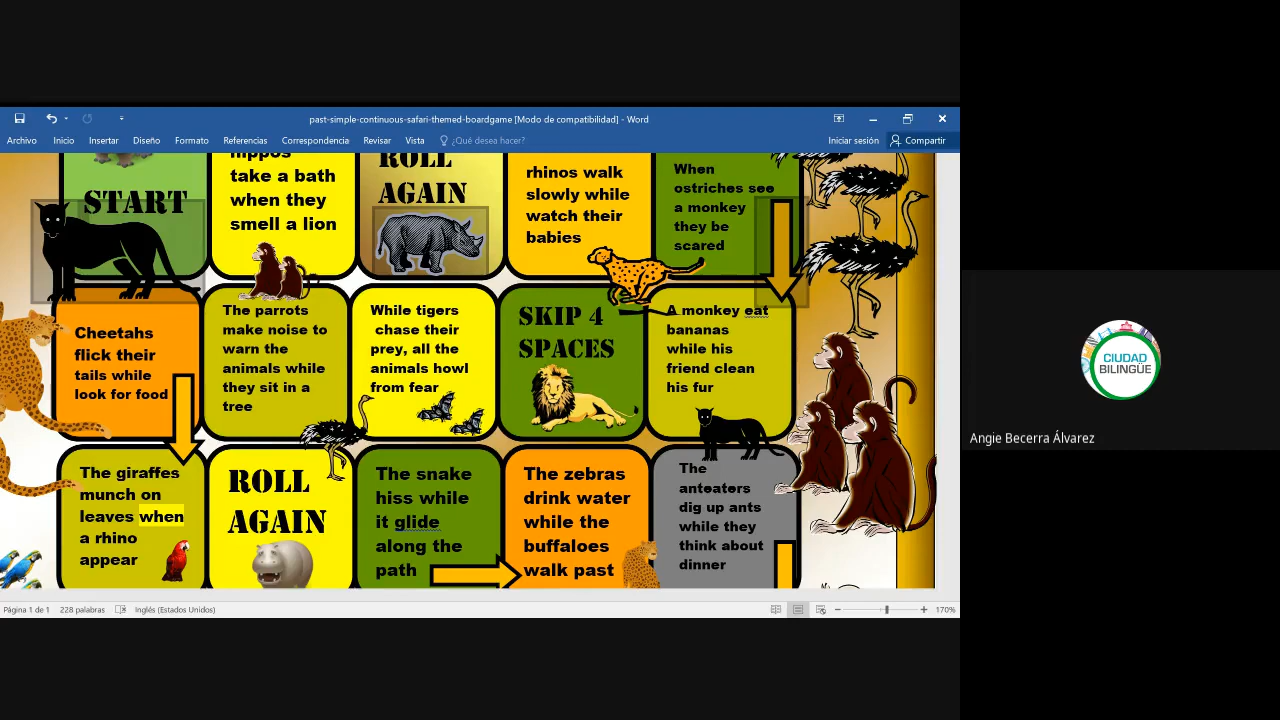 past-simple-continuous-safari-themed-boardgame [Modo de compatibilidad] - Word
Archivo Inicio Insertar Diseño Formato Referencias Correspondencia Revisar Vista ¿Qué desea hacer? Iniciar sesión Compartir
START
hippos
take a bath
when they
smell a lion
ROLL
AGAIN
rhinos walk
slowly while
watch their
babies
When
ostriches see
a monkey
they be
scared
Cheetahs
flick their
tails while
look for food
The parrots
make noise to
warn the
animals while
they sit in a
tree
While tigers
chase their
prey, all the
animals howl
from fear
SKIP 4
SPACES
A monkey eat
bananas
while his
friend clean
his fur
The giraffes
munch on
leaves when
a rhino
appear
ROLL
AGAIN
The snake
hiss while
it glide
along the
path
The zebras
drink water
while the
buffaloes
walk past
The
anteaters
dig up ants
while they
think about
dinner
Página 1 de 1 228 palabras Inglés (Estados Unidos) 170%
CIUDAD
BILINGÜE
Angie Becerra Álvarez